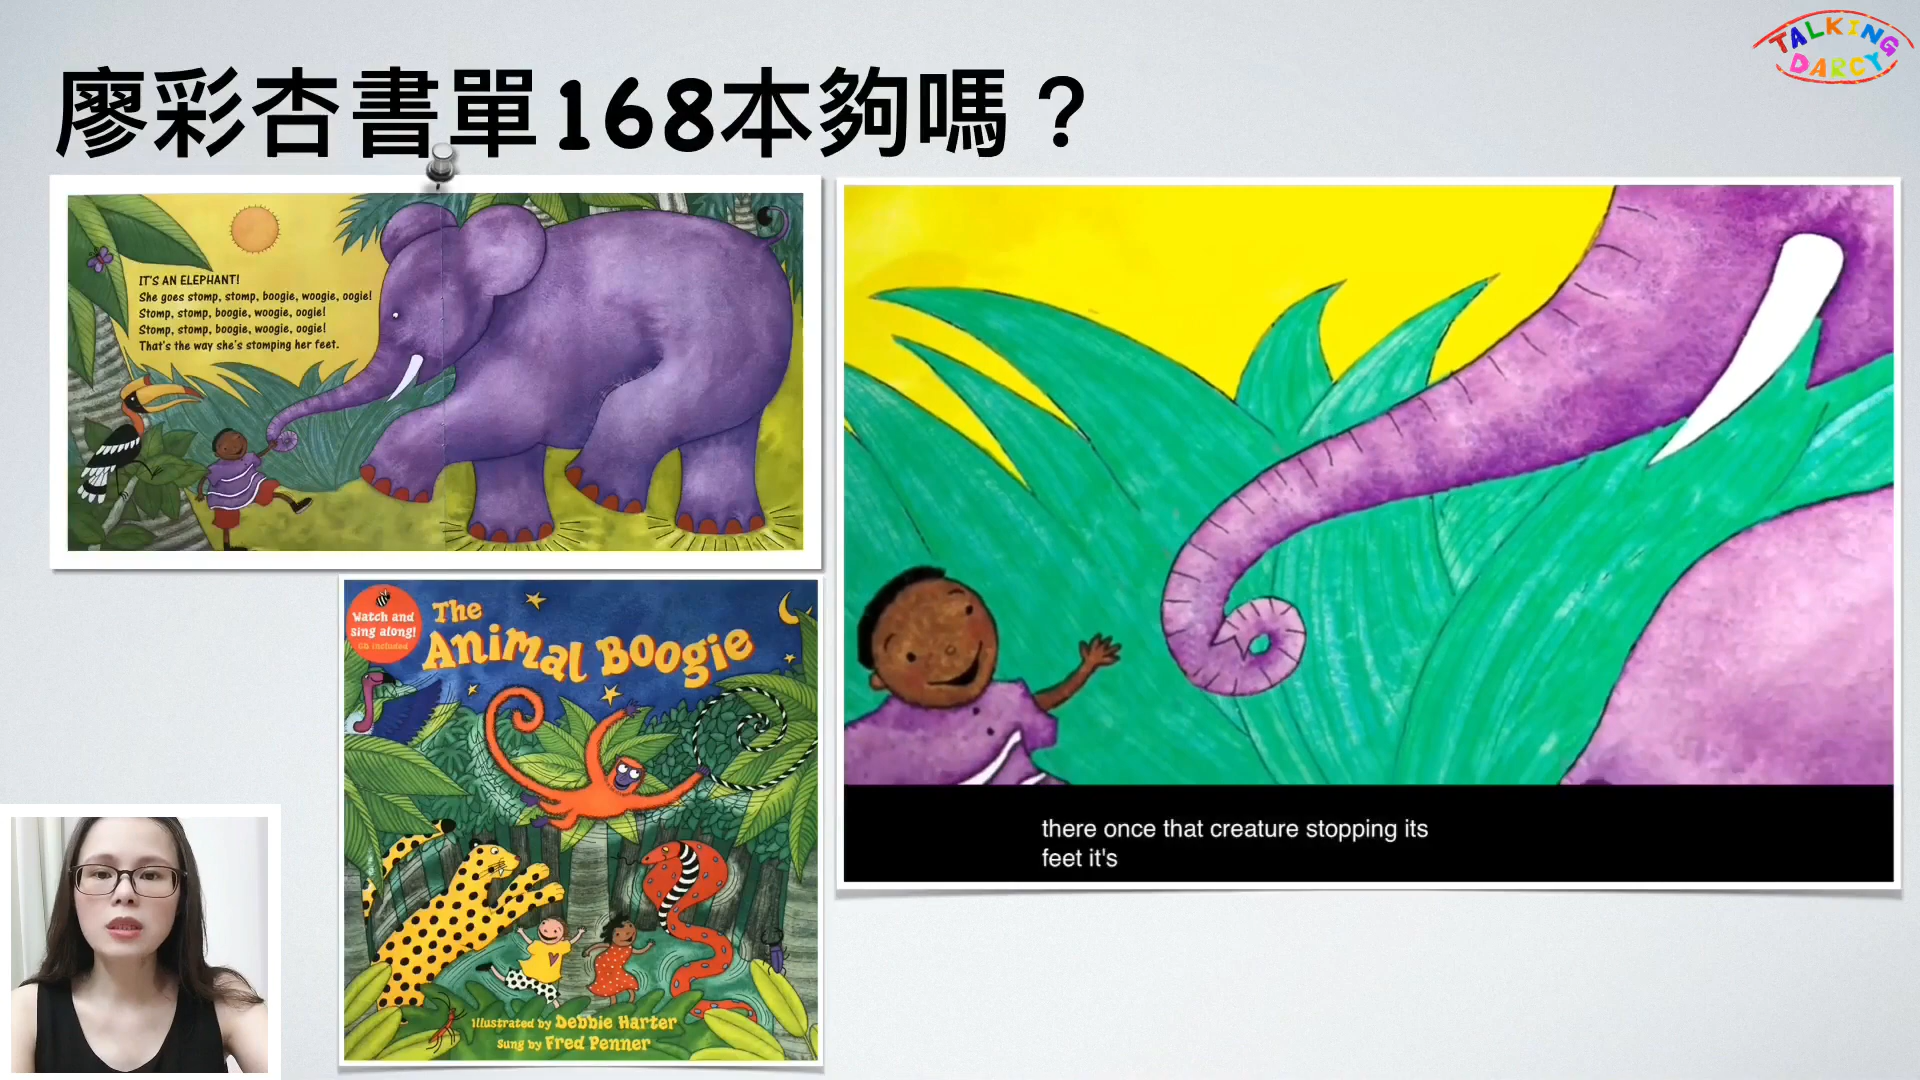 廖彩杏書單168本夠嗎？
TALKING
DARCY
IT'S AN ELEPHANT!
She goes stomp, stomp, boogie, woogie, oogie!
Stomp, stomp, boogie, woogie, oogie!
Stomp, stomp, boogie, woogie, oogie!
That's the way she's stomping her feet.
Watch and
sing along!
CD included
The
Animal Boogie
Illustrated by Debbie Harter
Sung by Fred Penner
there once that creature stopping its
feet it's